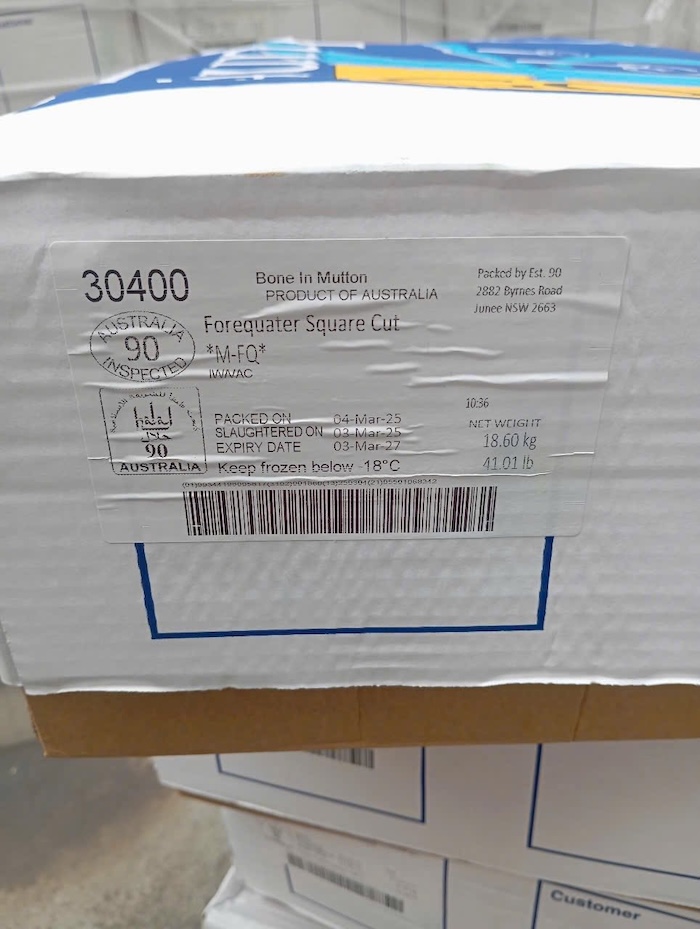 30400
Bone In Mutton
PRODUCT OF AUSTRALIA
Packed by Est. 90
2882 Byrnes Road
Junee NSW 2663
AUSTRALIA
90
INSPECTED
Forequater Square Cut
*M-FQ*
IWVAC
halal
حلال
90
AUSTRALIA
PACKED ON 04-Mar-25
SLAUGHTERED ON 03-Mar-25
EXPIRY DATE 03-Mar-27
Keep frozen below -18°C
10:36
NET WEIGHT
18.60 kg
41.01 lb
Customer